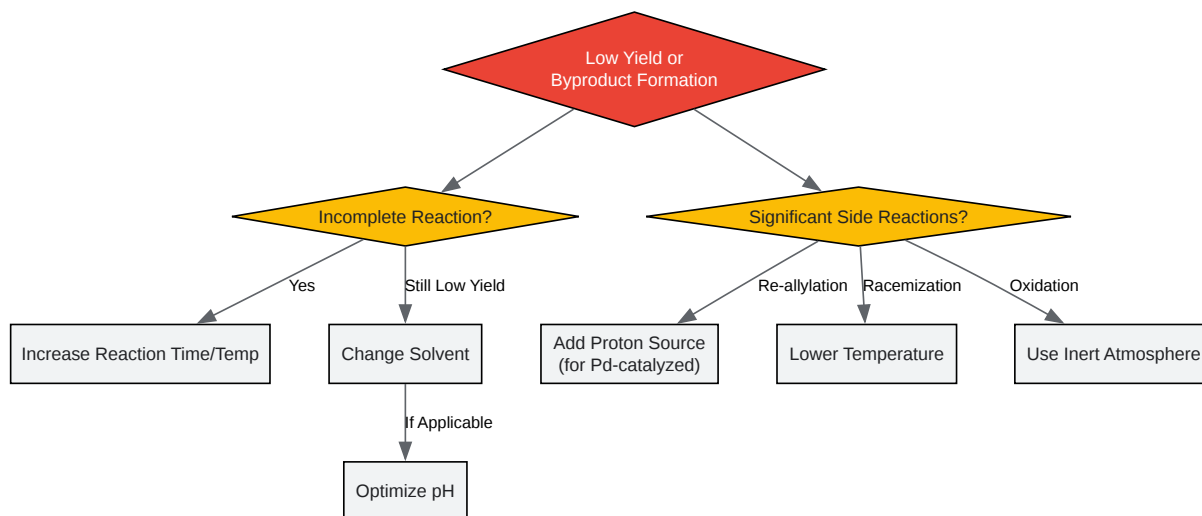 Low Yield or
Byproduct Formation
Incomplete Reaction?
Significant Side Reactions?
Yes
Still Low Yield
Re-allylation
Racemization
Oxidation
Increase Reaction Time/Temp
Change Solvent
Add Proton Source
(for Pd-catalyzed)
Lower Temperature
Use Inert Atmosphere
If Applicable
Optimize pH